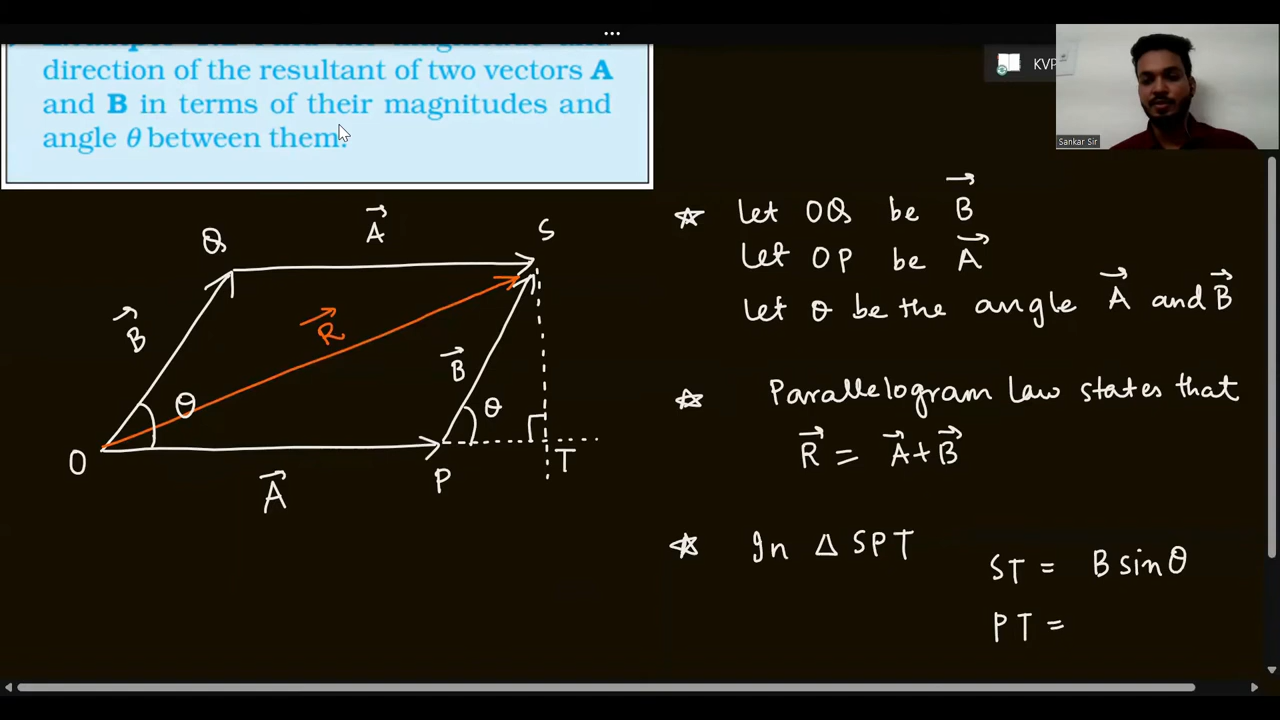 direction of the resultant of two vectors A
and B in terms of their magnitudes and
angle θ between them.
KVP
Sankar Sir
Q
A
S
B
R
B
θ
θ
O
A
P
T
☆ Let OQ be B
Let OP be A
Let θ be the angle A and B
☆ Parallelogram law states that
R = A + B
☆ In Δ SPT
ST = B sinθ
PT =